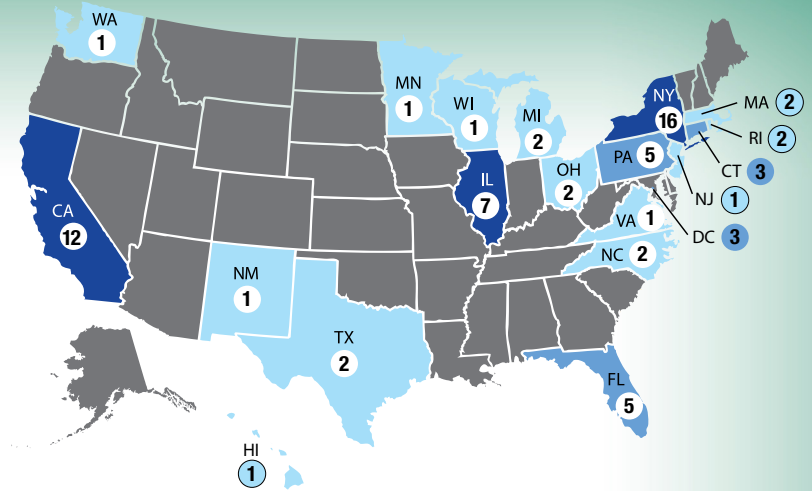 WA
1
MN
1
WI
1
MI
2
NY
16
MA 2
RI 2
CT 3
NJ 1
DC 3
PA 5
OH
2
IL
7
VA 1
NC 2
CA
12
NM
1
TX
2
FL
5
HI
1